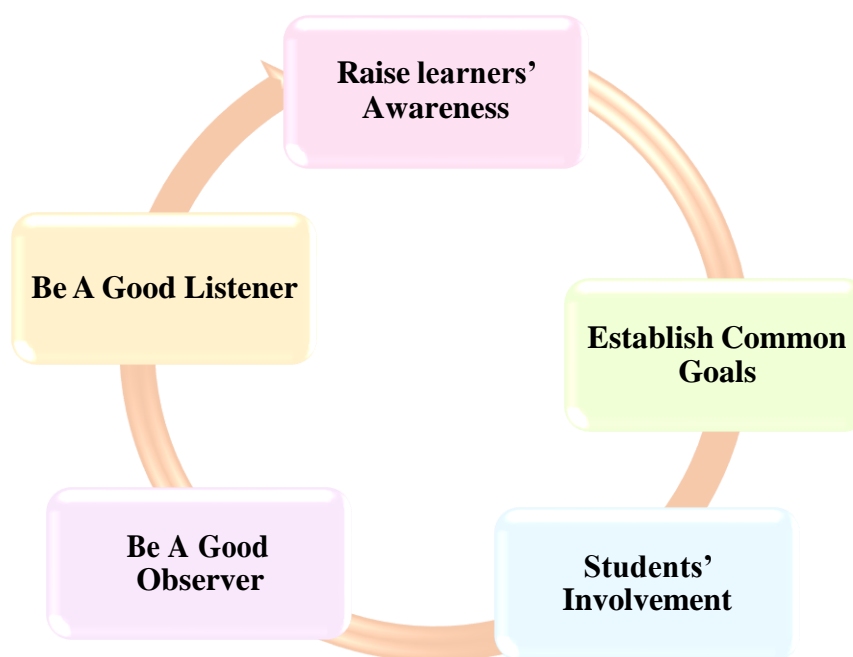 Raise learners’
Awareness
Establish Common
Goals
Students’
Involvement
Be A Good
Observer
Be A Good Listener